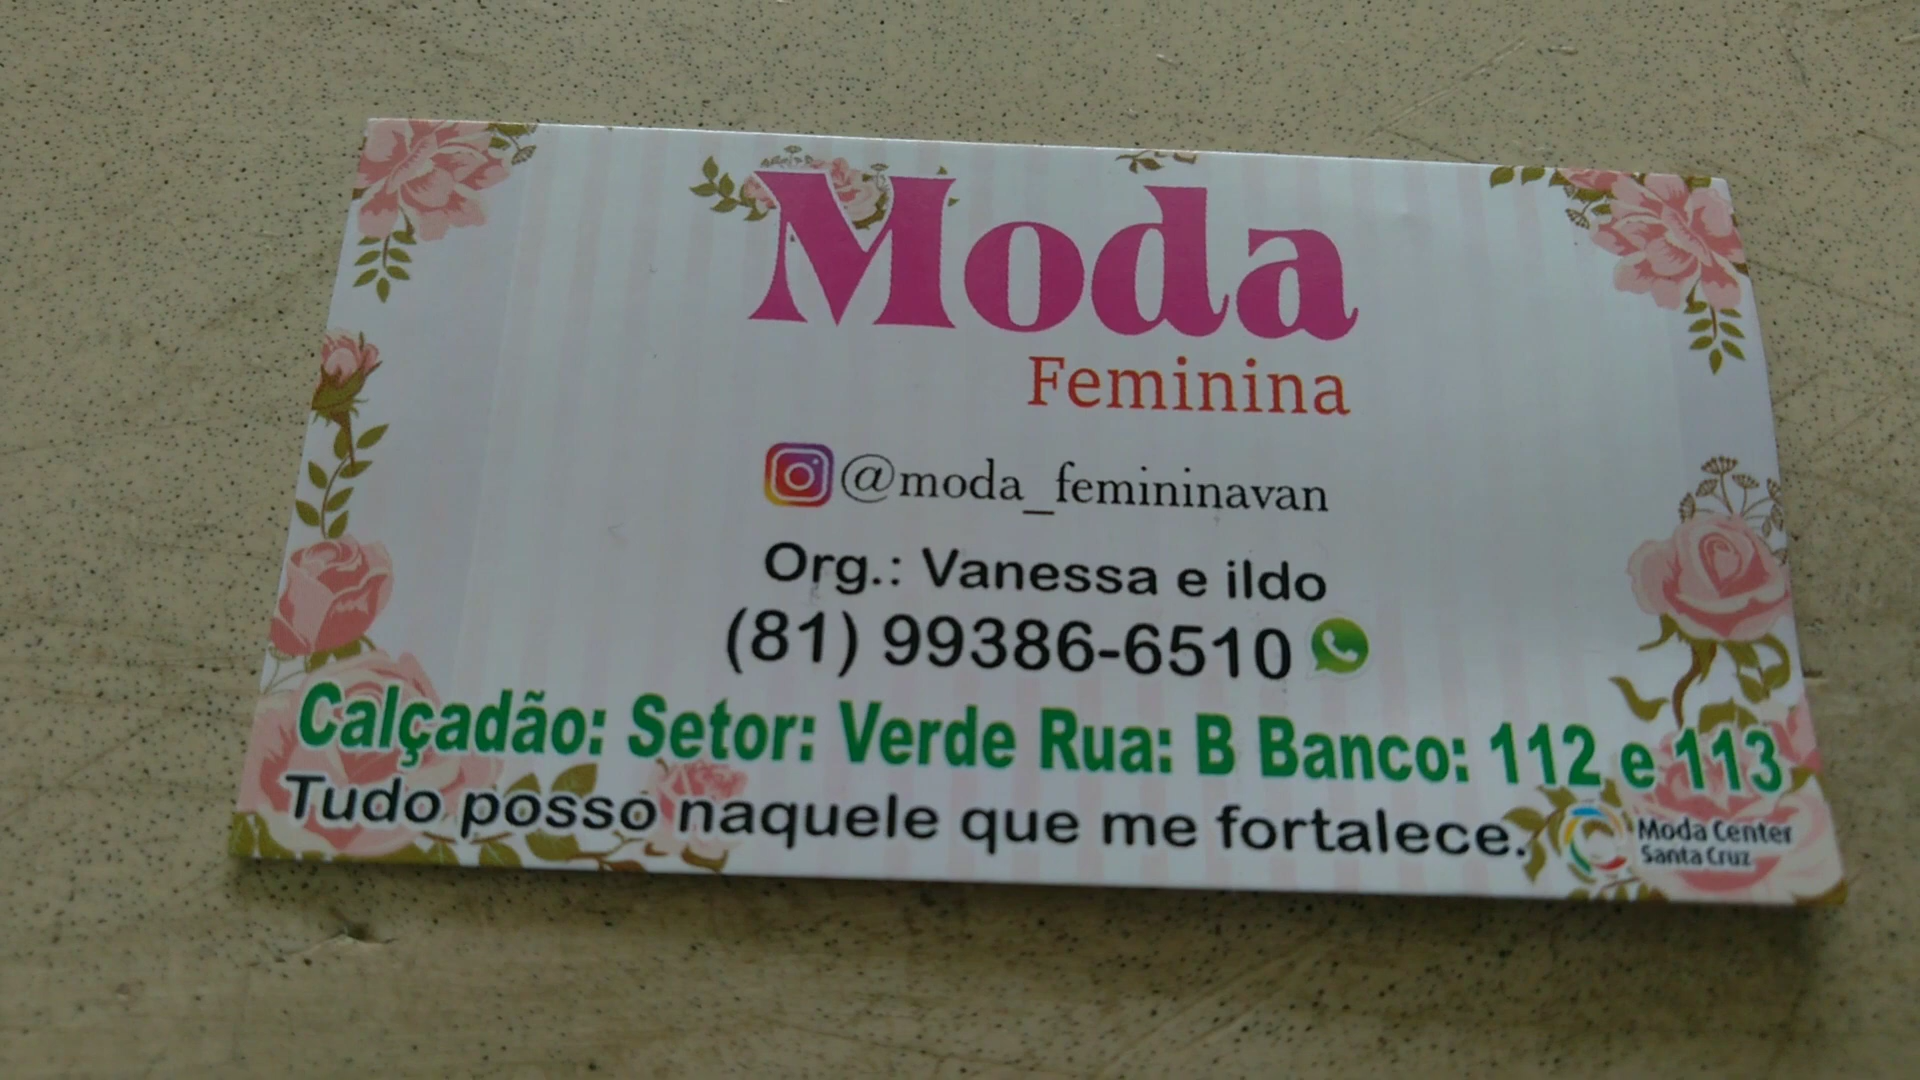 Moda
Feminina
@moda_femininavan
Org.: Vanessa e ildo
(81) 99386-6510
Calçadão: Setor: Verde Rua: B Banco: 112 e 113
Tudo posso naquele que me fortalece.
Moda Center
Santa Cruz